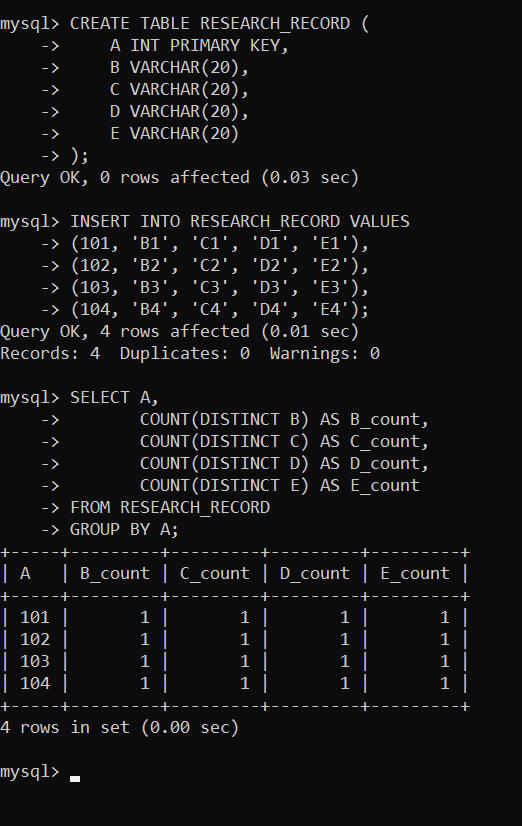 mysql> CREATE TABLE RESEARCH_RECORD (
    ->     A INT PRIMARY KEY,
    ->     B VARCHAR(20),
    ->     C VARCHAR(20),
    ->     D VARCHAR(20),
    ->     E VARCHAR(20)
    -> );
Query OK, 0 rows affected (0.03 sec)

mysql> INSERT INTO RESEARCH_RECORD VALUES
    -> (101, 'B1', 'C1', 'D1', 'E1'),
    -> (102, 'B2', 'C2', 'D2', 'E2'),
    -> (103, 'B3', 'C3', 'D3', 'E3'),
    -> (104, 'B4', 'C4', 'D4', 'E4');
Query OK, 4 rows affected (0.01 sec)
Records: 4  Duplicates: 0  Warnings: 0

mysql> SELECT A,
    ->        COUNT(DISTINCT B) AS B_count,
    ->        COUNT(DISTINCT C) AS C_count,
    ->        COUNT(DISTINCT D) AS D_count,
    ->        COUNT(DISTINCT E) AS E_count
    -> FROM RESEARCH_RECORD
    -> GROUP BY A;
+-----+---------+---------+---------+---------+
| A   | B_count | C_count | D_count | E_count |
+-----+---------+---------+---------+---------+
| 101 |       1 |       1 |       1 |       1 |
| 102 |       1 |       1 |       1 |       1 |
| 103 |       1 |       1 |       1 |       1 |
| 104 |       1 |       1 |       1 |       1 |
+-----+---------+---------+---------+---------+
4 rows in set (0.00 sec)

mysql> _